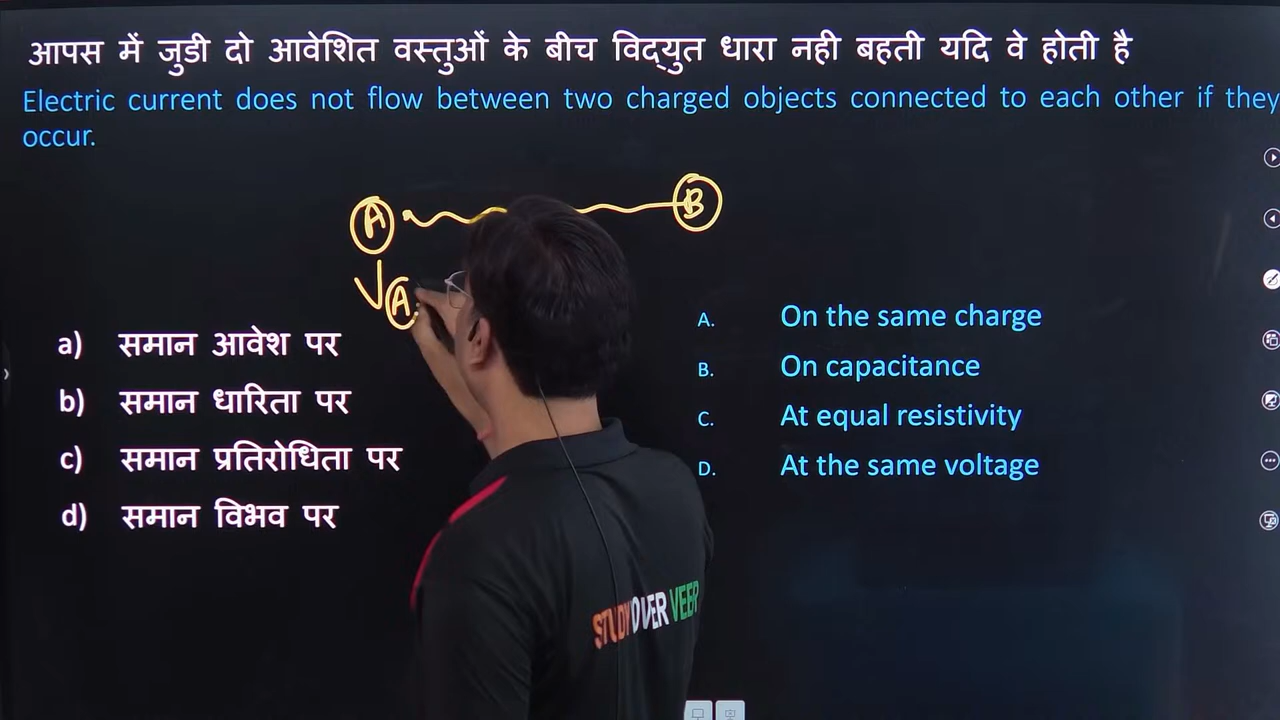 आपस में जुडी दो आवेशित वस्तुओं के बीच विद्युत धारा नही बहती यदि वे होती है
Electric current does not flow between two charged objects connected to each other if they
occur.
A
B
A
a) समान आवेश पर
b) समान धारिता पर
c) समान प्रतिरोधिता पर
d) समान विभव पर
A. On the same charge
B. On capacitance
C. At equal resistivity
D. At the same voltage
VEER